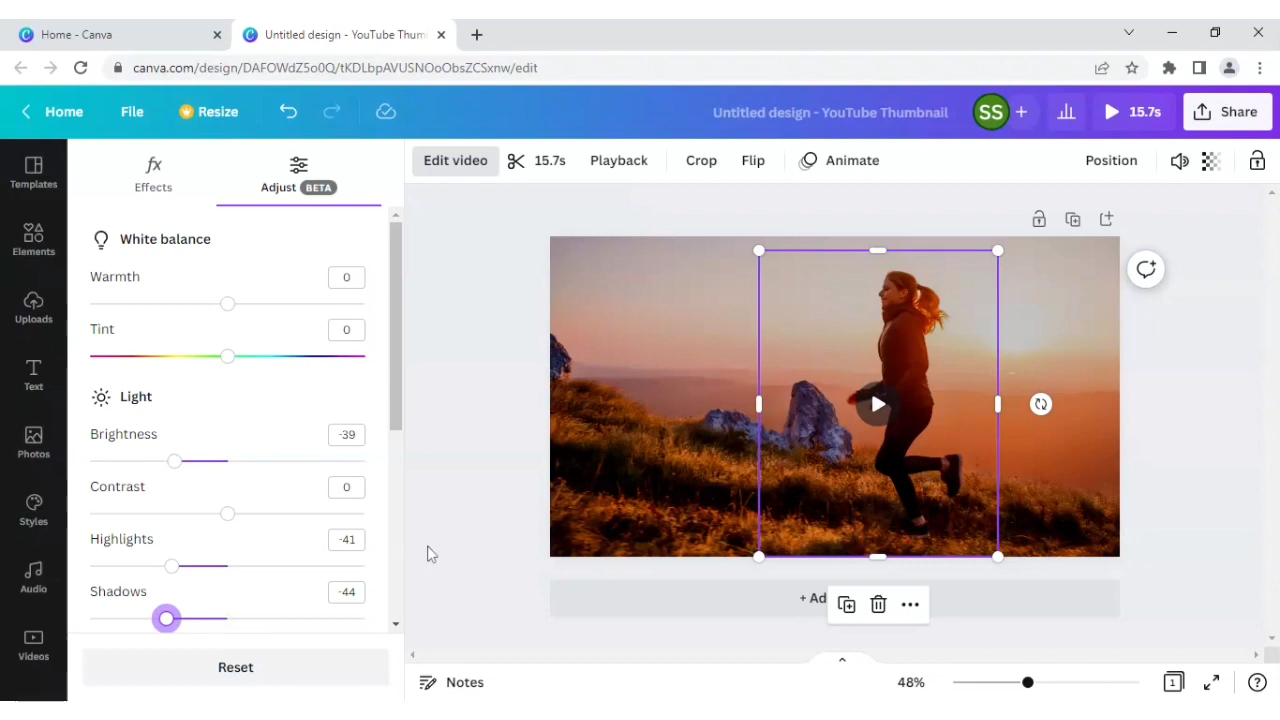 Home - Canva
Untitled design - YouTube Thum
canva.com/design/DAFOWdZ5o0Q/tKDLbpAVUSNOoObsZCSxnw/edit
Home File Resize Untitled design - YouTube Thumbnail SS + 15.7s Share
Templates
Elements
Uploads
Text
Photos
Styles
Audio
Videos
fx
Effects
Adjust BETA
Edit video 15.7s Playback Crop Flip Animate Position
White balance
Warmth 0
Tint 0
Light
Brightness -39
Contrast 0
Highlights -41
Shadows -44
Reset
+ Ad
Notes 48% 1 ?